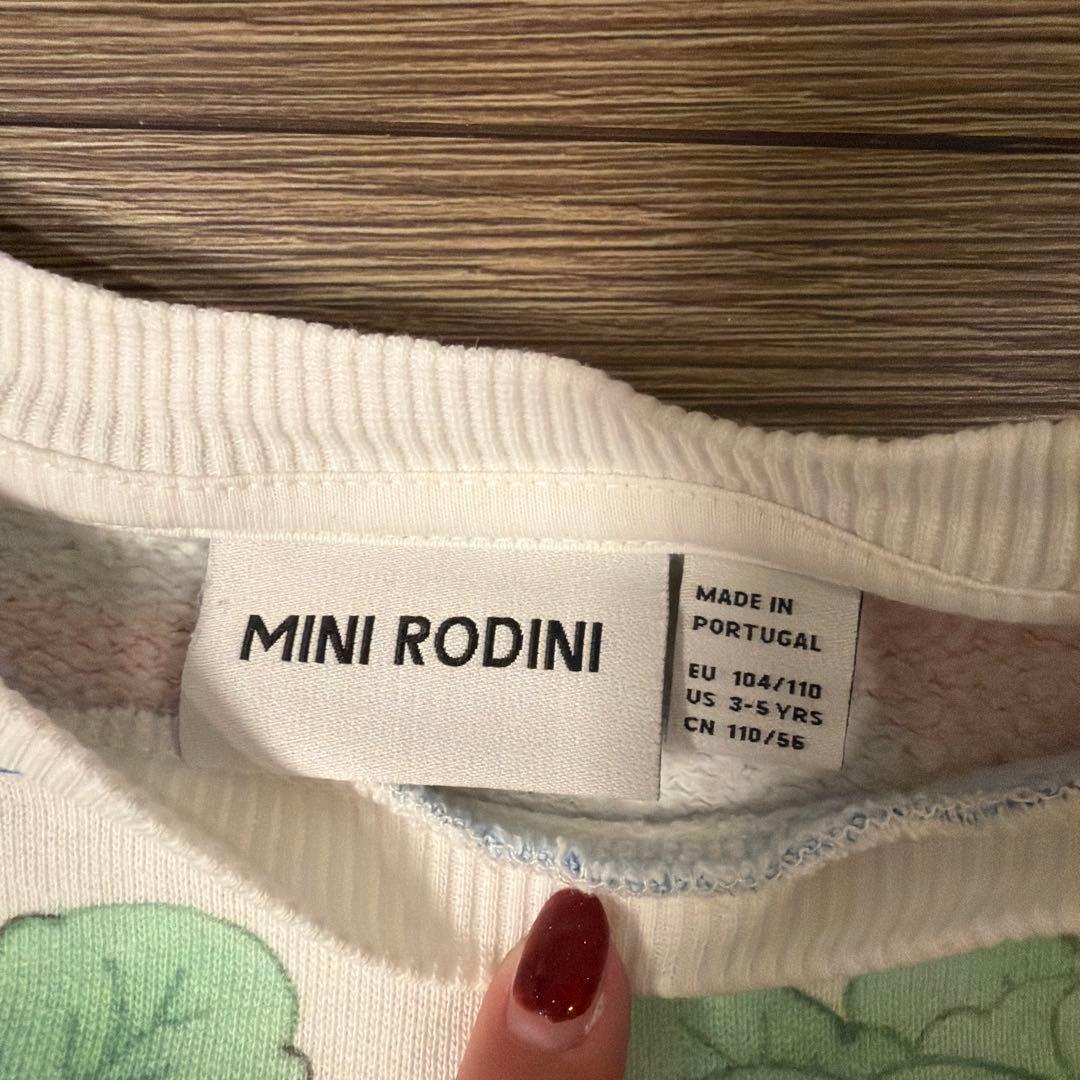 MINI RODINI
MADE IN
PORTUGAL
EU 104/110
US 3-5 YRS
CN 110/56